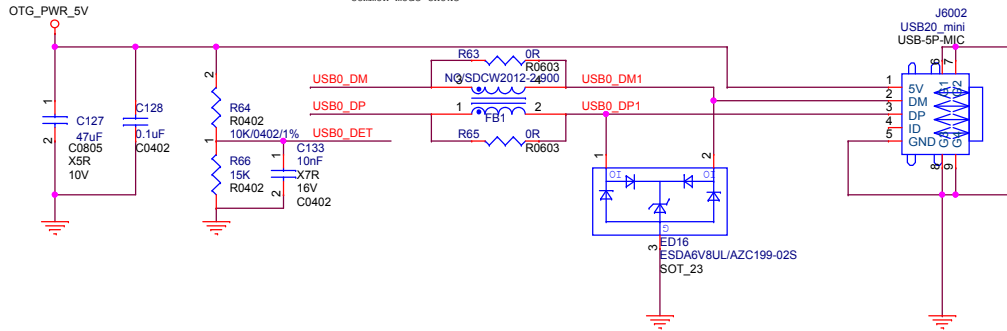 OTG_PWR_5V
J6002
USB20_mini
USB-5P-MIC
R63
0R
R0603
NC/SDCW2012-2-900
3
4
USB0_DM
USB0_DM1
USB0_DP
USB0_DP1
1
2
FB1
USB0_DET
R65
0R
R0603
1
2
C127
47uF
C0805
X5R
10V
C128
0.1uF
C0402
2
R64
R0402
10K/0402/1%
1
R66
15K
R0402
1
C133
10nF
X7R
16V
C0402
2
1
2
IO
IO
G
3
ED16
ESDA6V8UL/AZC199-02S
SOT_23
6
7
1
5V
2
DM
3
DP
4
ID
5
GND
8
9